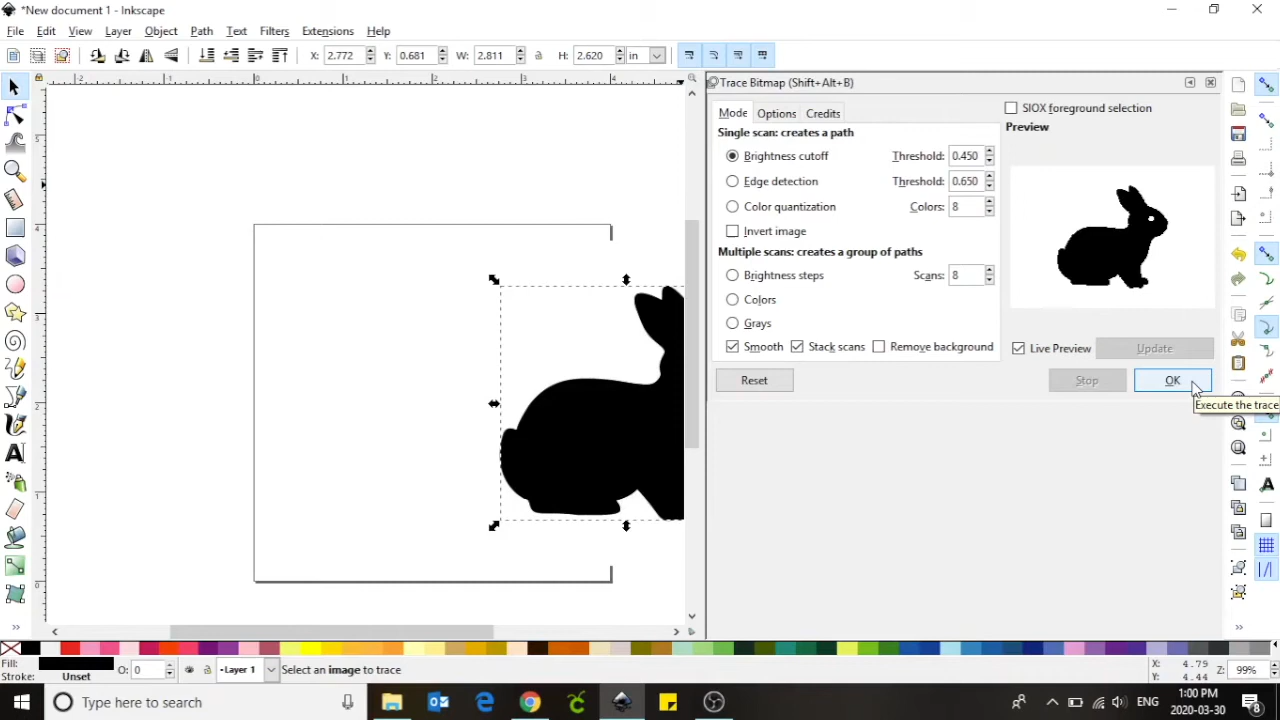 *New document 1 - Inkscape
File Edit View Layer Object Path Text Filters Extensions Help
X: 2.772 Y: 0.681 W: 2.811 H: 2.620 in
Trace Bitmap (Shift+Alt+B)
Mode Options Credits
SIOX foreground selection
Single scan: creates a path
Preview
Brightness cutoff Threshold: 0.450
Edge detection Threshold: 0.650
Color quantization Colors: 8
Invert image
Multiple scans: creates a group of paths
Brightness steps Scans: 8
Colors
Grays
Smooth Stack scans Remove background
Live Preview Update
Reset Stop OK
Execute the trace
Fill:
Stroke: Unset
O: 0
Layer 1
Select an image to trace
X: 4.79
Y: 4.44
Z: 99%
Type here to search
ENG
1:00 PM
2020-03-30
8